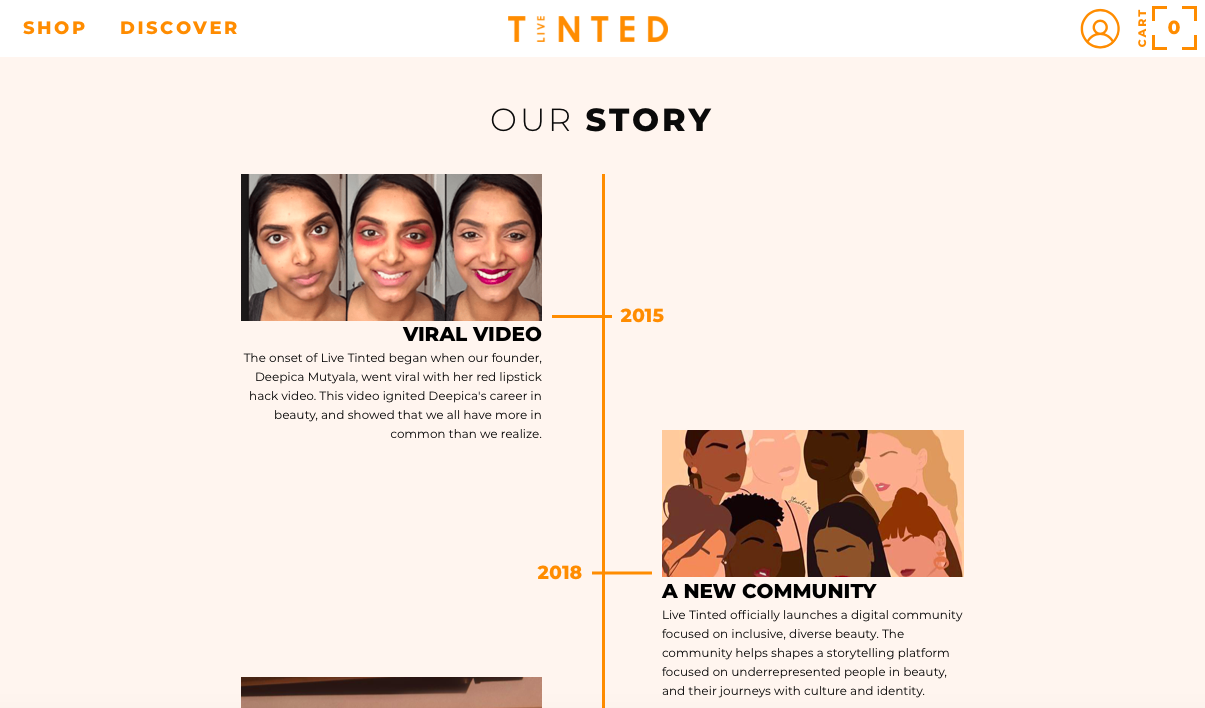 SHOP DISCOVER
TINTED
LIVE
CART
0
OUR STORY
2015
VIRAL VIDEO
The onset of Live Tinted began when our founder,
Deepica Mutyala, went viral with her red lipstick
hack video. This video ignited Deepica's career in
beauty, and showed that we all have more in
common than we realize.
2018
A NEW COMMUNITY
Live Tinted officially launches a digital community
focused on inclusive, diverse beauty. The
community helps shapes a storytelling platform
focused on underrepresented people in beauty,
and their journeys with culture and identity.